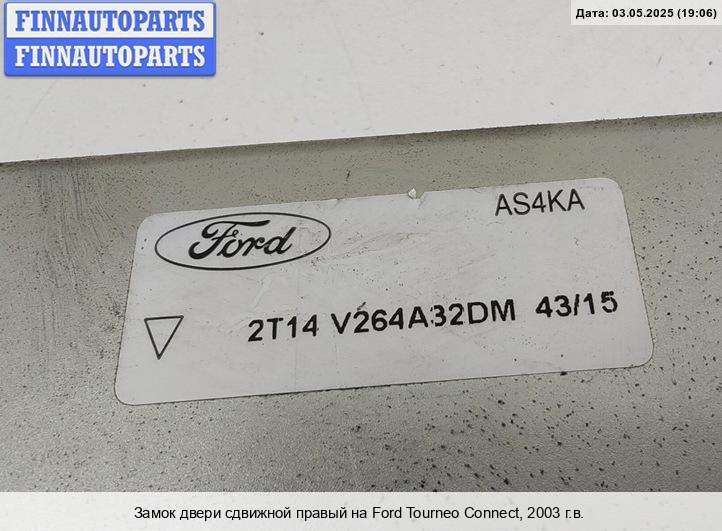 FINNAUTOPARTS
FINNAUTOPARTS
Дата: 03.05.2025 (19:06)
Ford
AS4KA
2T14 V264A32DM 43/15
Замок двери сдвижной правый на Ford Tourneo Connect, 2003 г.в.